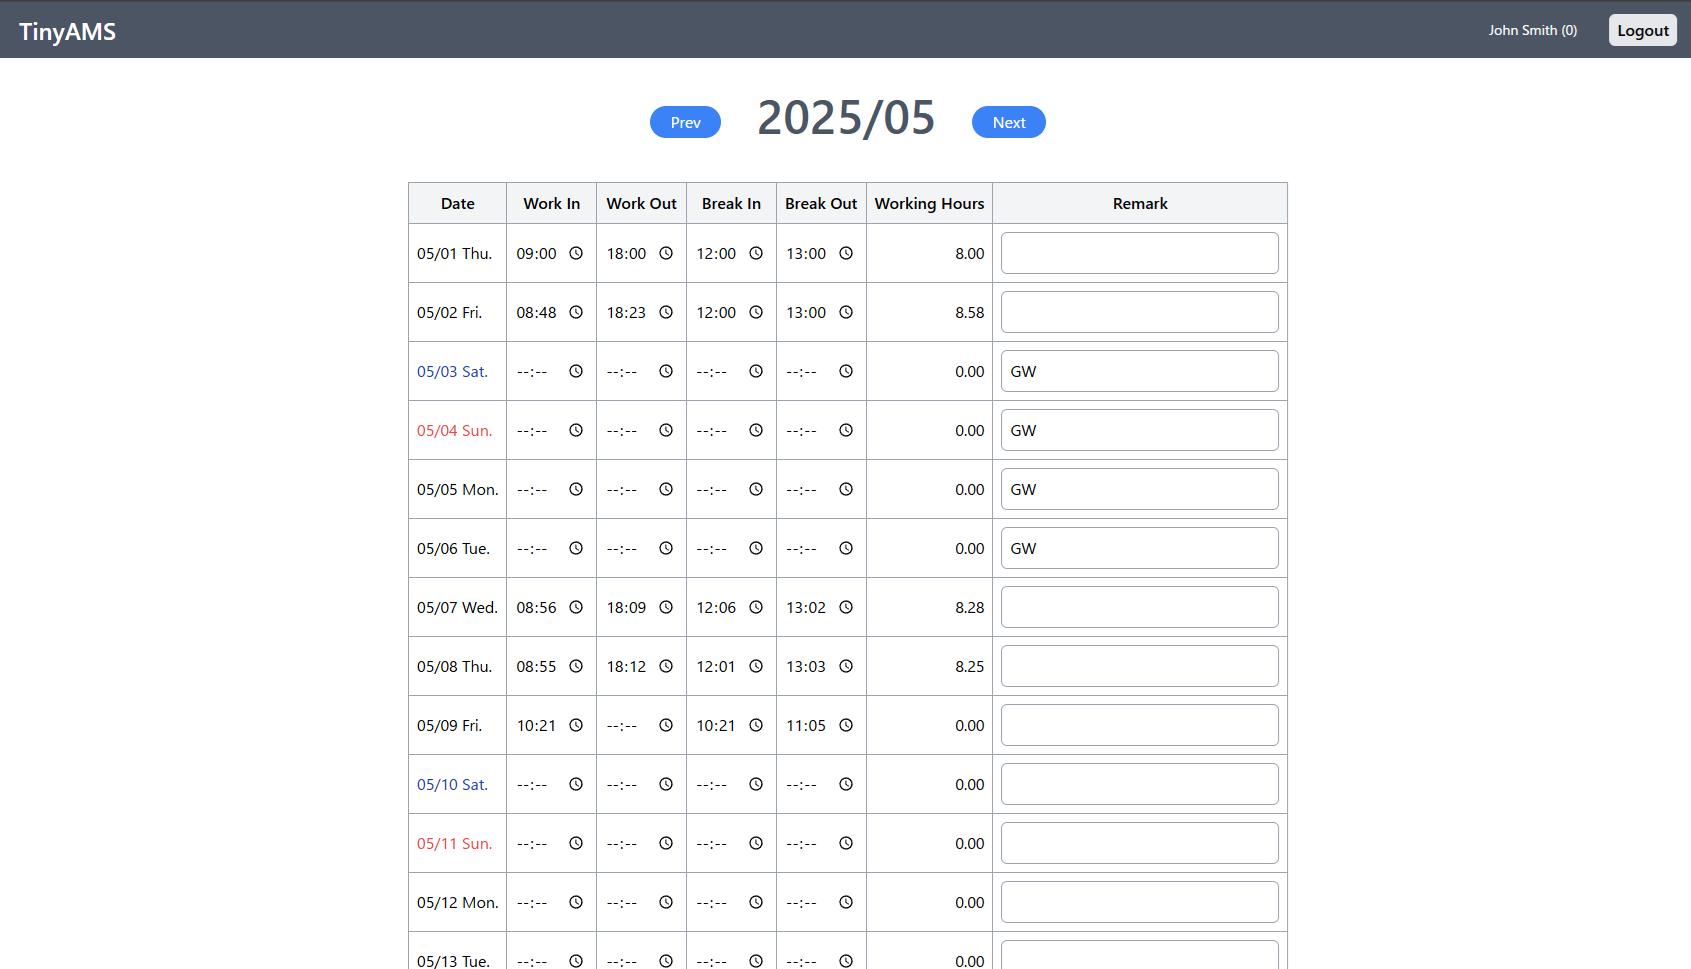 TinyAMS John Smith (0) Logout
Prev 2025/05 Next
Date Work In Work Out Break In Break Out Working Hours Remark
05/01 Thu. 09:00 18:00 12:00 13:00 8.00
05/02 Fri. 08:48 18:23 12:00 13:00 8.58
05/03 Sat. --:-- --:-- --:-- --:-- 0.00 GW
05/04 Sun. --:-- --:-- --:-- --:-- 0.00 GW
05/05 Mon. --:-- --:-- --:-- --:-- 0.00 GW
05/06 Tue. --:-- --:-- --:-- --:-- 0.00 GW
05/07 Wed. 08:56 18:09 12:06 13:02 8.28
05/08 Thu. 08:55 18:12 12:01 13:03 8.25
05/09 Fri. 10:21 --:-- 10:21 11:05 0.00
05/10 Sat. --:-- --:-- --:-- --:-- 0.00
05/11 Sun. --:-- --:-- --:-- --:-- 0.00
05/12 Mon. --:-- --:-- --:-- --:-- 0.00
05/13 Tue. --:-- --:-- --:-- --:-- 0.00